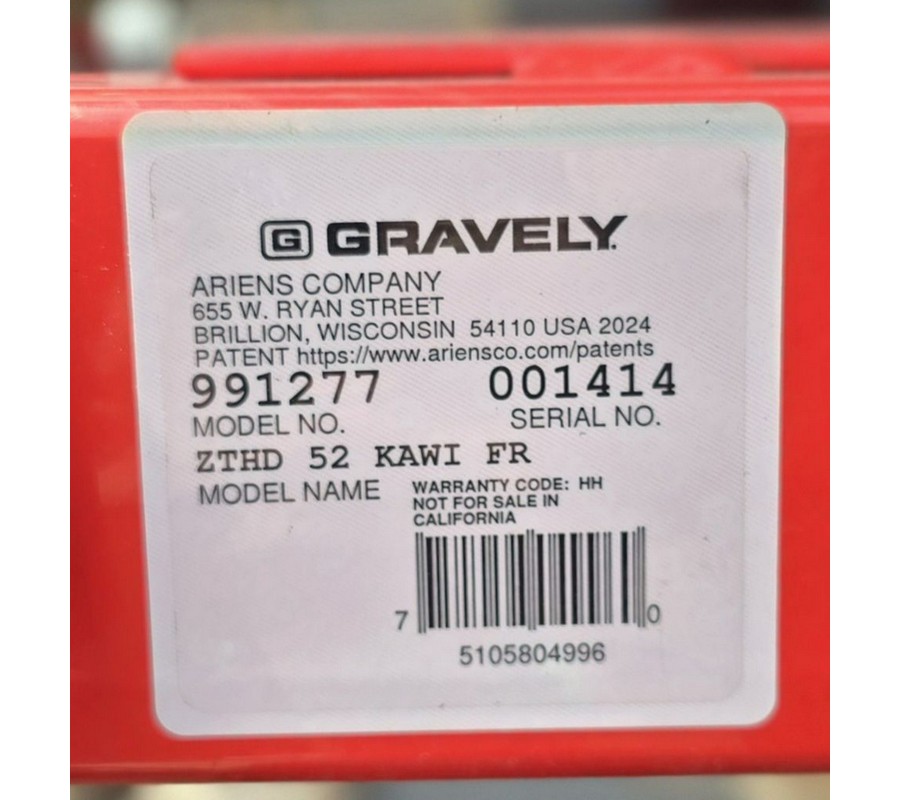 G GRAVELY
ARIENS COMPANY
655 W. RYAN STREET
BRILLION, WISCONSIN 54110 USA 2024
PATENT https://www.ariensco.com/patents
991277 001414
MODEL NO. SERIAL NO.
ZTHD 52 KAWI FR
MODEL NAME
WARRANTY CODE: HH
NOT FOR SALE IN
CALIFORNIA
7 0
5105804996